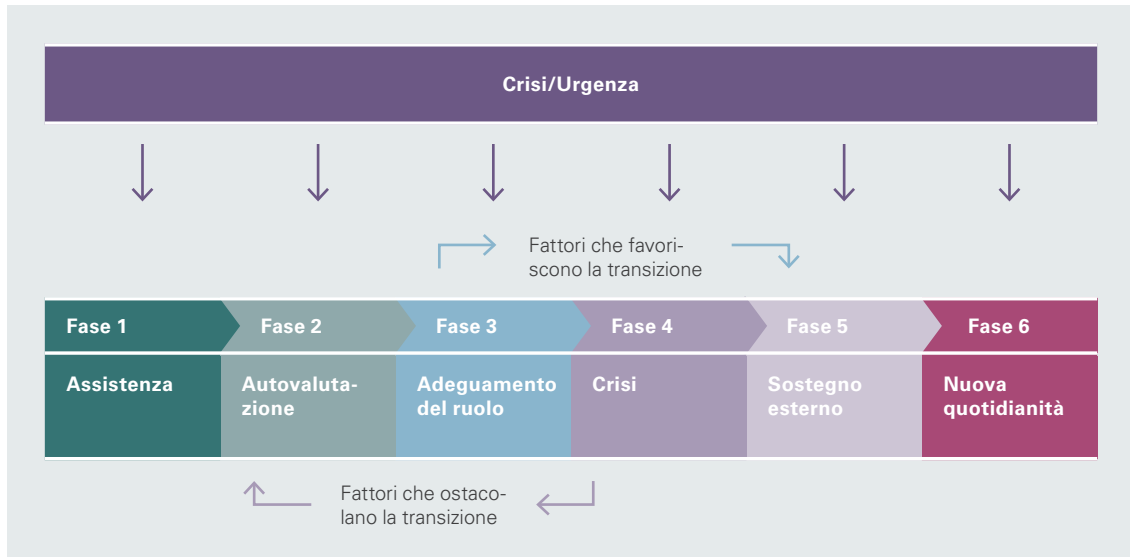 Crisi/Urgenza
Fattori che favori-
scono la transizione
Fase 1
Fase 2
Fase 3
Fase 4
Fase 5
Fase 6
Assistenza
Autovaluta-
zione
Adeguamento
del ruolo
Crisi
Sostegno
esterno
Nuova
quotidianità
Fattori che ostaco-
lano la transizione